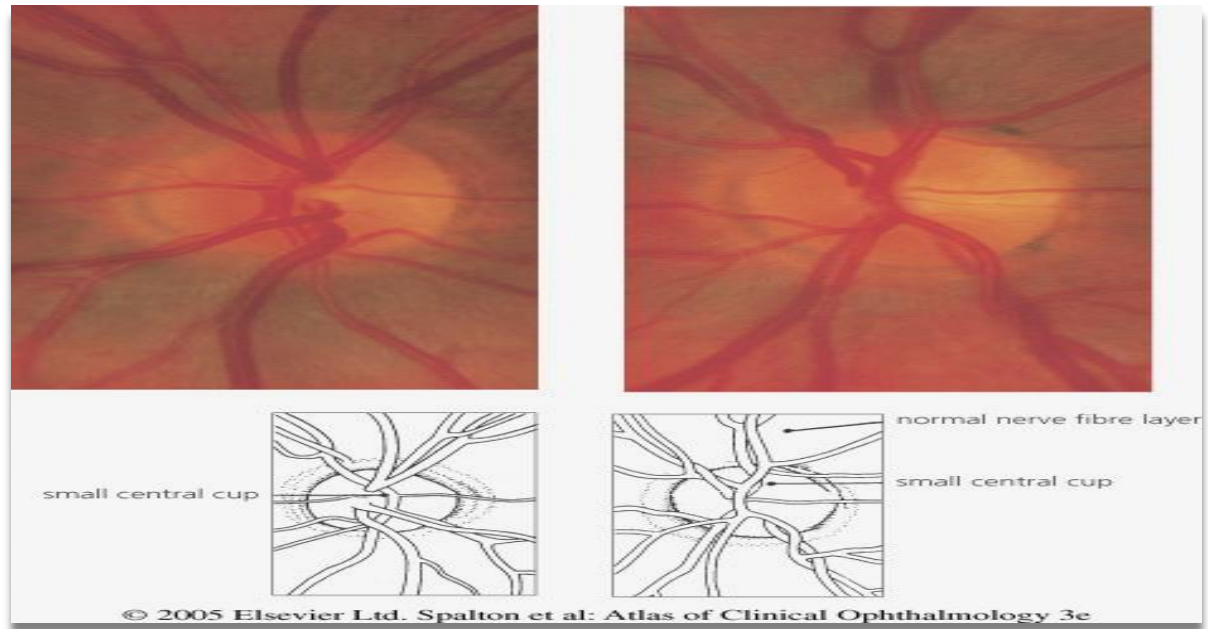 normal nerve fibre layer
small central cup
small central cup
© 2005 Elsevier Ltd. Spalton et al: Atlas of Clinical Ophthalmology 3e